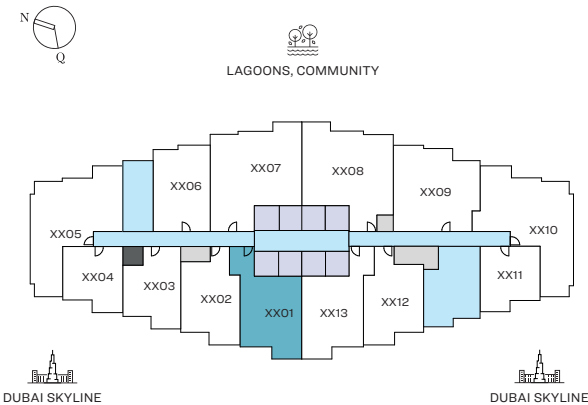 N
Q
LAGOONS, COMMUNITY
XX07
XX08
XX06
XX09
XX05
XX10
XX04
XX03
XX02
XX01
XX13
XX12
XX11
DUBAI SKYLINE
DUBAI SKYLINE